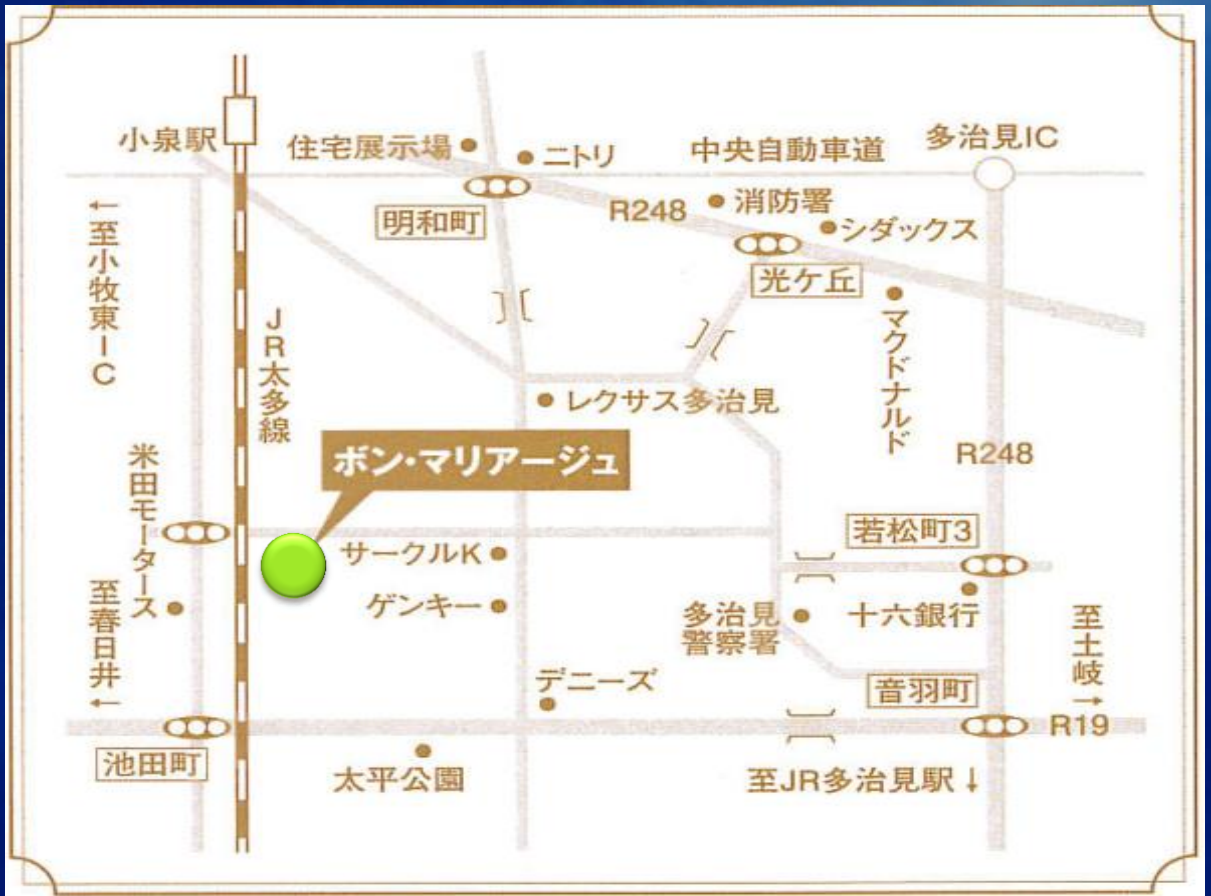 小泉駅
住宅展示場
ニトリ
中央自動車道
多治見IC
明和町
R248
消防署
シダックス
光ケ丘
←至小牧東IC
JR太多線
マクドナルド
レクサス多治見
R248
ボン・マリアージュ
米田モータース
サークルK
若松町3
ゲンキー
多治見
警察署
十六銀行
至春日井←
至土岐→
デニーズ
音羽町
R19
池田町
太平公園
至JR多治見駅↓